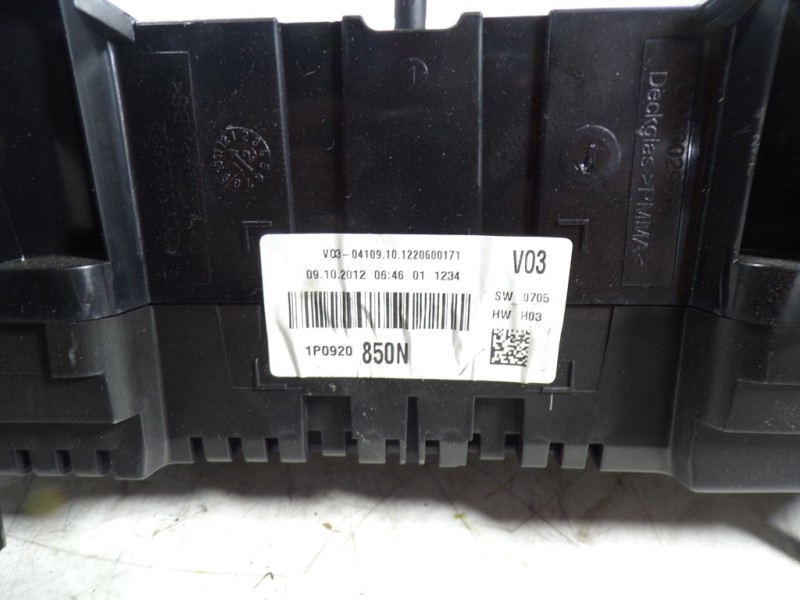 Deckglas >PMMA<
V03-04109.10.1220600171
09.10.2012 06:46 01 1234
V03
SW 0705
HW H03
1P0920 850N